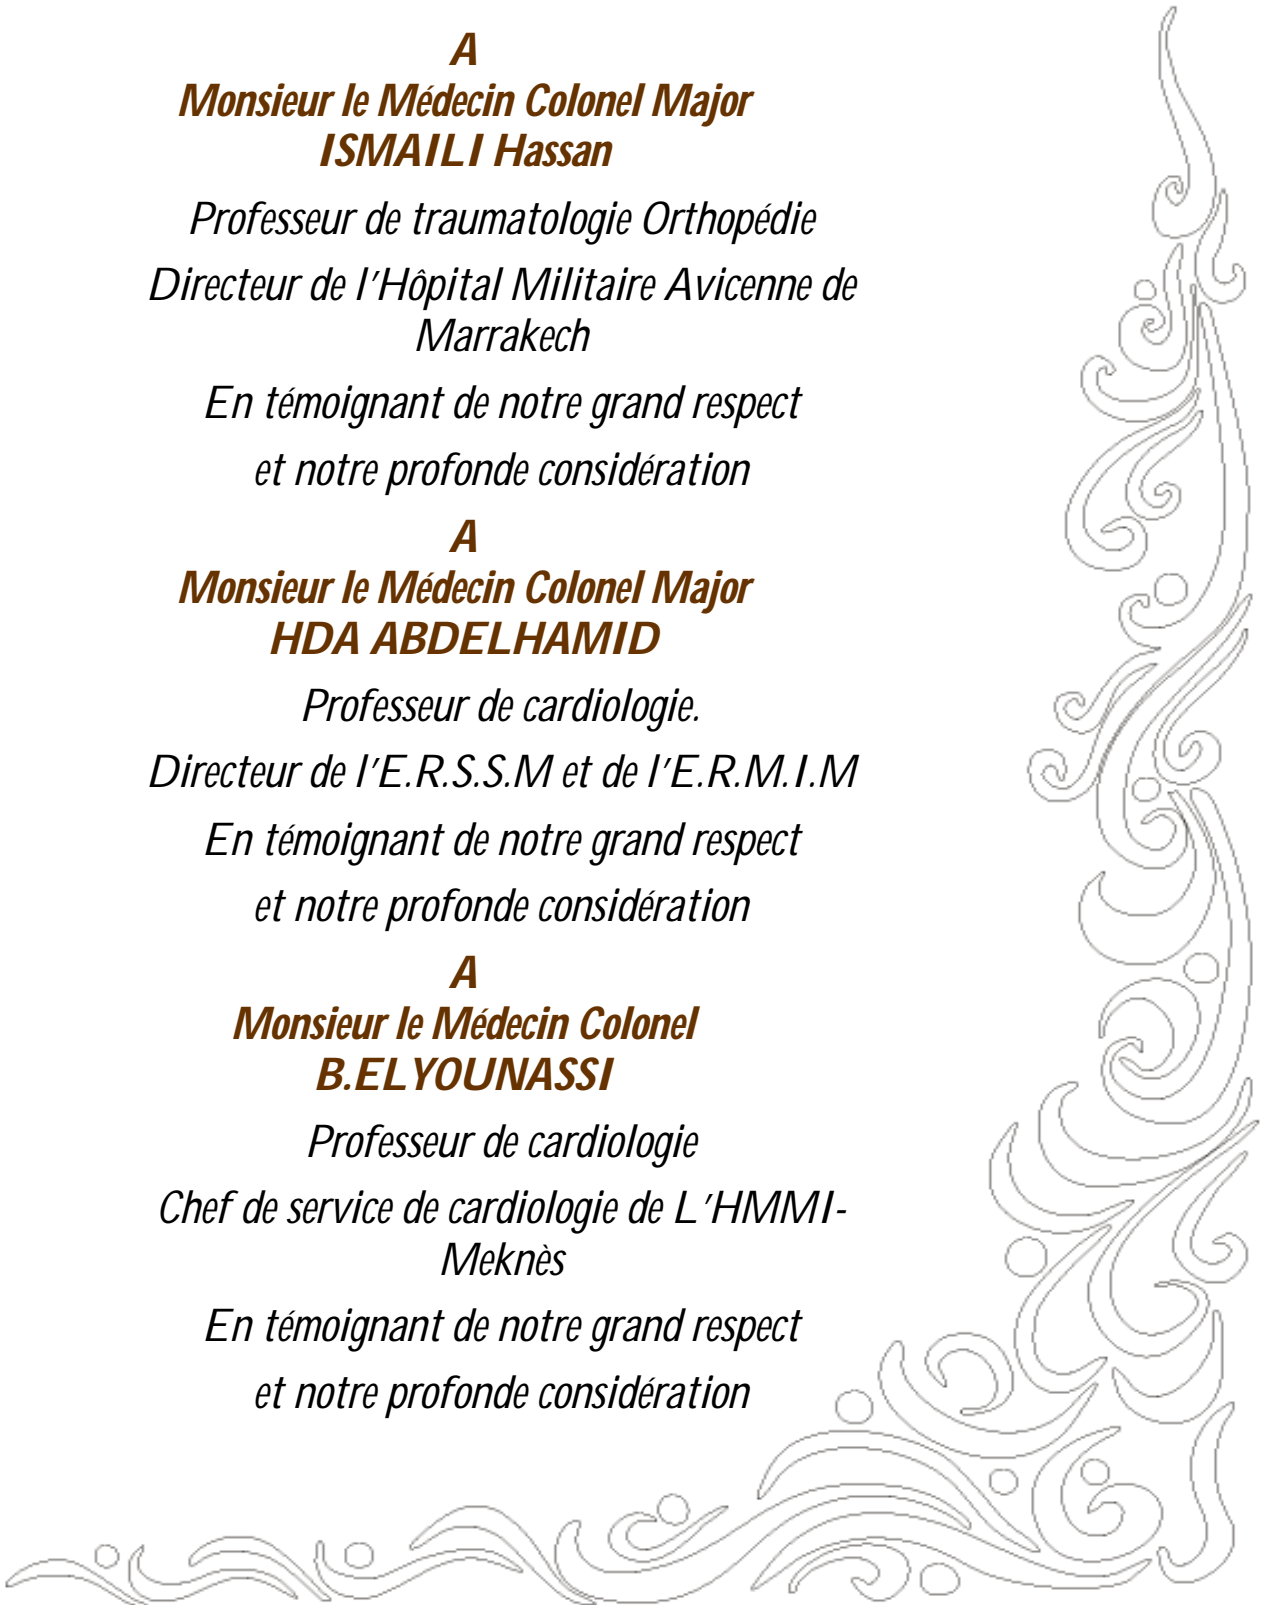 A
Monsieur le Médecin Colonel Major
ISMAILI Hassan
Professeur de traumatologie Orthopédie
Directeur de l'Hôpital Militaire Avicenne de
Marrakech
En témoignant de notre grand respect
et notre profonde considération
A
Monsieur le Médecin Colonel Major
HDA ABDELHAMID
Professeur de cardiologie.
Directeur de l'E.R.S.S.M et de l'E.R.M.I.M
En témoignant de notre grand respect
et notre profonde considération
A
Monsieur le Médecin Colonel
B.ELYOUNASSI
Professeur de cardiologie
Chef de service de cardiologie de L'HMMI-
Meknès
En témoignant de notre grand respect
et notre profonde considération